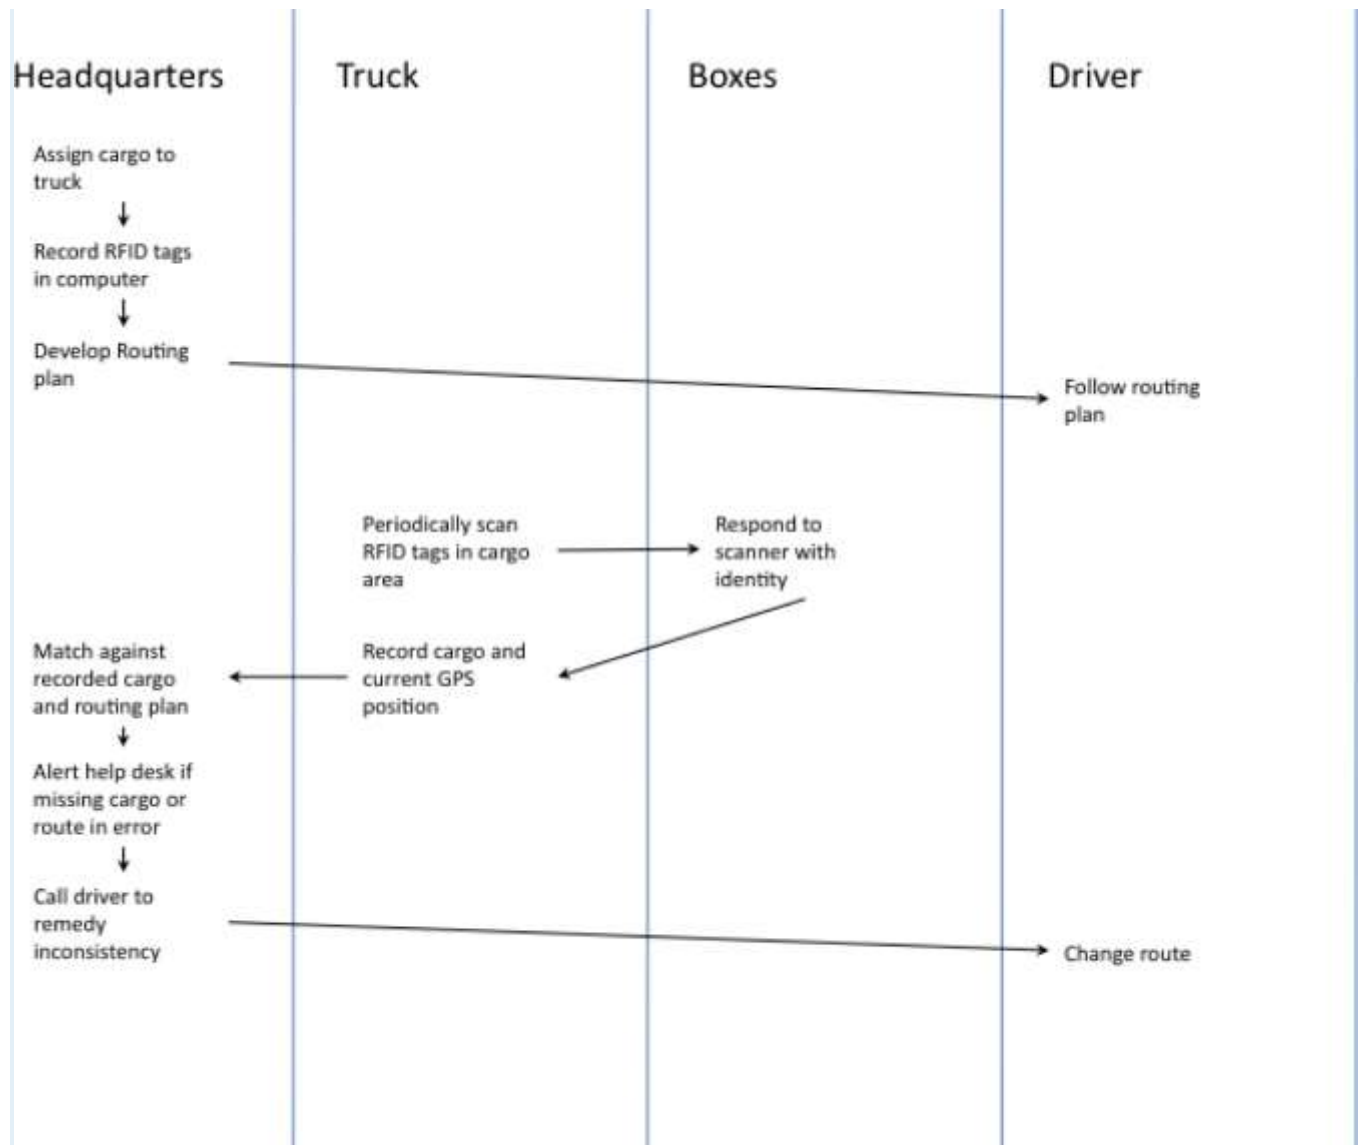 Headquarters
Truck
Boxes
Driver
Assign cargo to
truck
Record RFID tags
in computer
Develop Routing
plan
Follow routing
plan
Periodically scan
RFID tags in cargo
area
Respond to
scanner with
identity
Match against
recorded cargo
and routing plan
Record cargo and
current GPS
position
Alert help desk if
missing cargo or
route in error
Call driver to
remedy
inconsistency
Change route